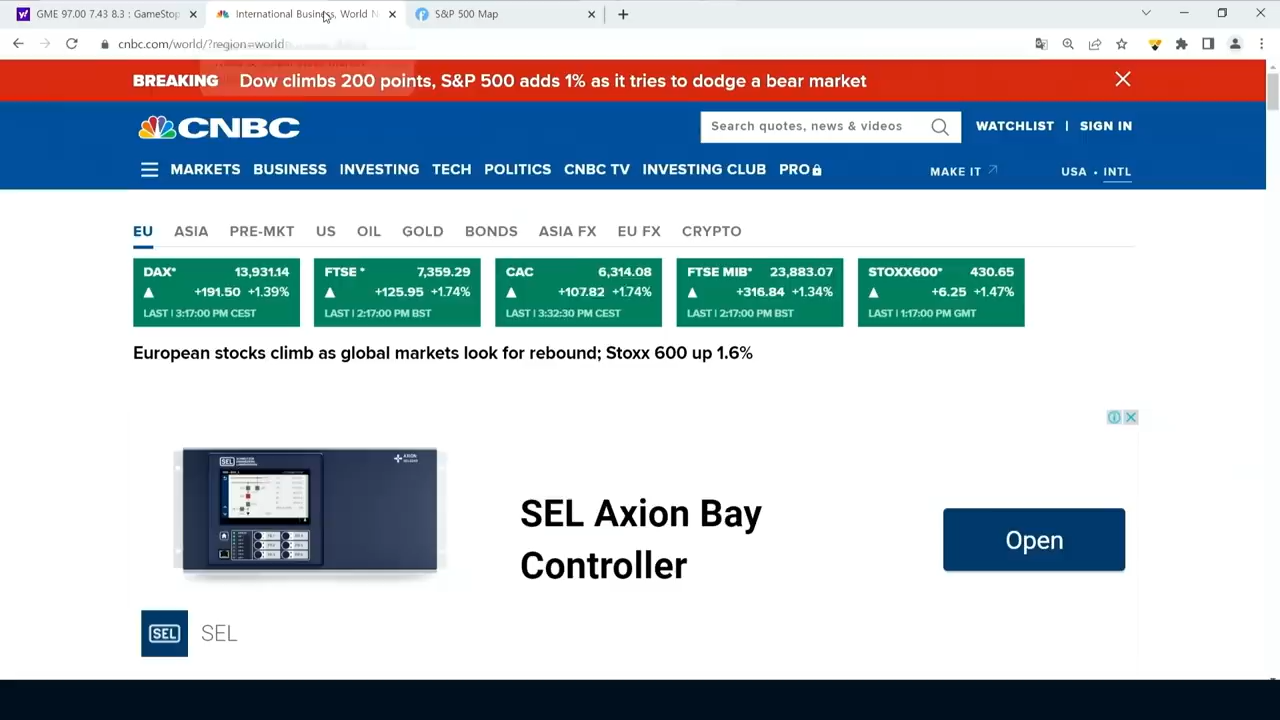 GME 97.00 7.43 8.3 : GameStop
International Business, World N
S&P 500 Map
cnbc.com/world/?region=world
BREAKING Dow climbs 200 points, S&P 500 adds 1% as it tries to dodge a bear market
CNBC
Search quotes, news & videos
WATCHLIST | SIGN IN
MARKETS BUSINESS INVESTING TECH POLITICS CNBC TV INVESTING CLUB PRO
MAKE IT
USA • INTL
EU ASIA PRE-MKT US OIL GOLD BONDS ASIA FX EU FX CRYPTO
DAX* 13,931.14
+191.50 +1.39%
LAST | 3:17:00 PM CEST
FTSE * 7,359.29
+125.95 +1.74%
LAST | 2:17:00 PM BST
CAC 6,314.08
+107.82 +1.74%
LAST | 3:32:30 PM CEST
FTSE MIB* 23,883.07
+316.84 +1.34%
LAST | 2:17:00 PM BST
STOXX600* 430.65
+6.25 +1.47%
LAST | 1:17:00 PM GMT
European stocks climb as global markets look for rebound; Stoxx 600 up 1.6%
SEL
SEL Axion Bay
Controller
Open
SEL
SEL